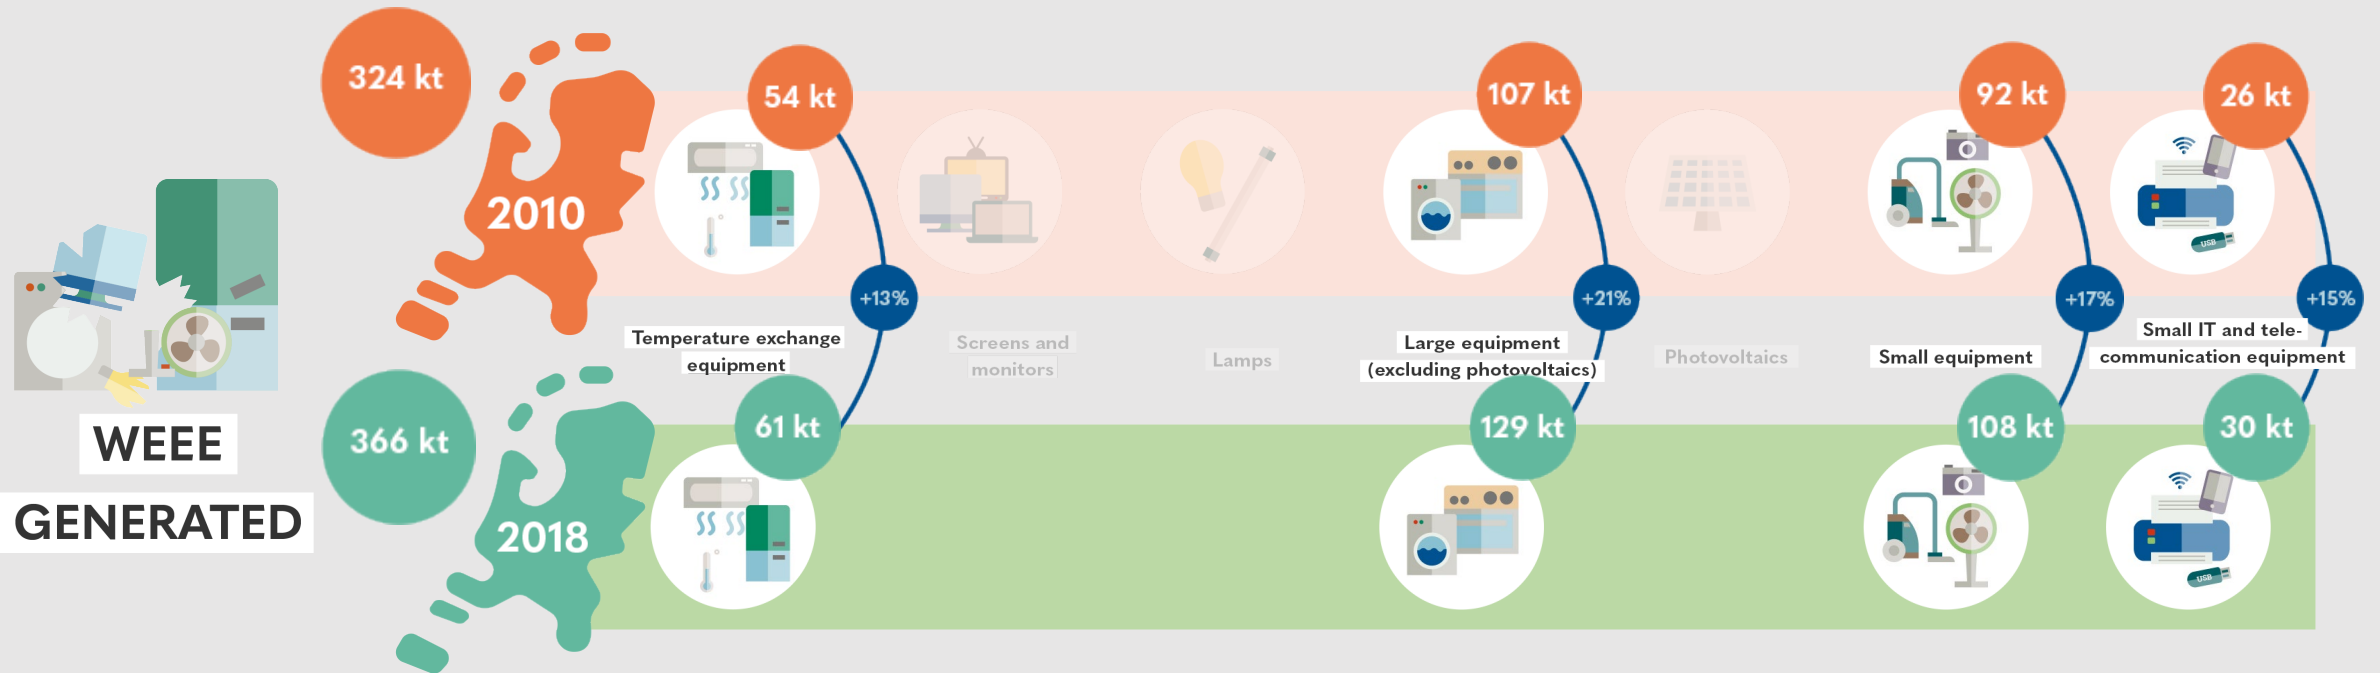 WEEE
GENERATED
324 kt
2010
54 kt
107 kt
92 kt
26 kt
USB
+13%
+21%
+17%
+15%
Temperature exchange
equipment
Screens and
monitors
Lamps
Large equipment
(excluding photovoltaics)
Photovoltaics
Small equipment
Small IT and tele-
communication equipment
366 kt
2018
61 kt
129 kt
108 kt
30 kt
USB